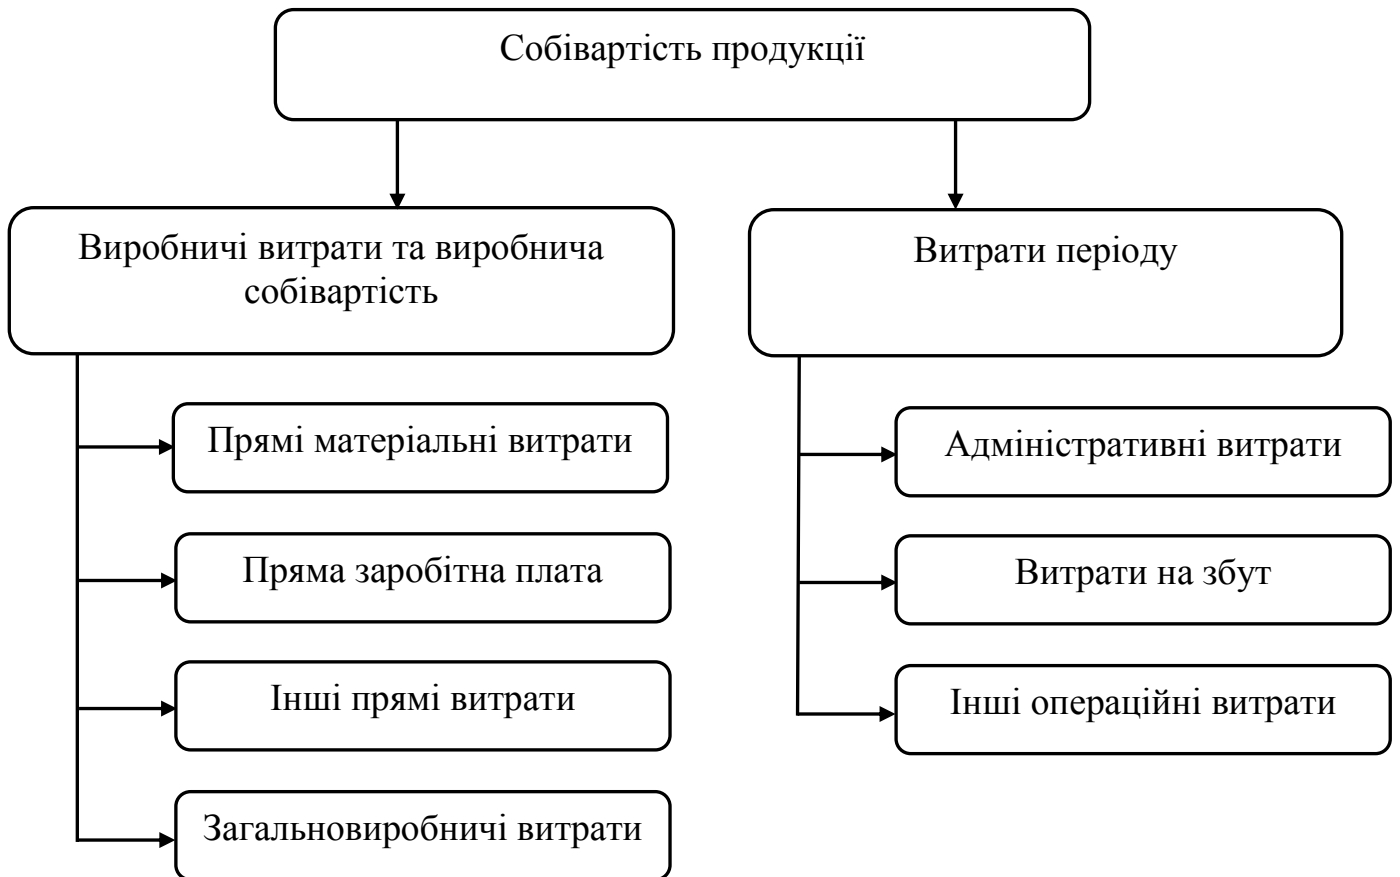 Собівартість продукції
Виробничі витрати та виробнича
собівартість
Прямі матеріальні витрати
Пряма заробітна плата
Інші прямі витрати
Загальновиробничі витрати
Витрати періоду
Адміністративні витрати
Витрати на збут
Інші операційні витрати